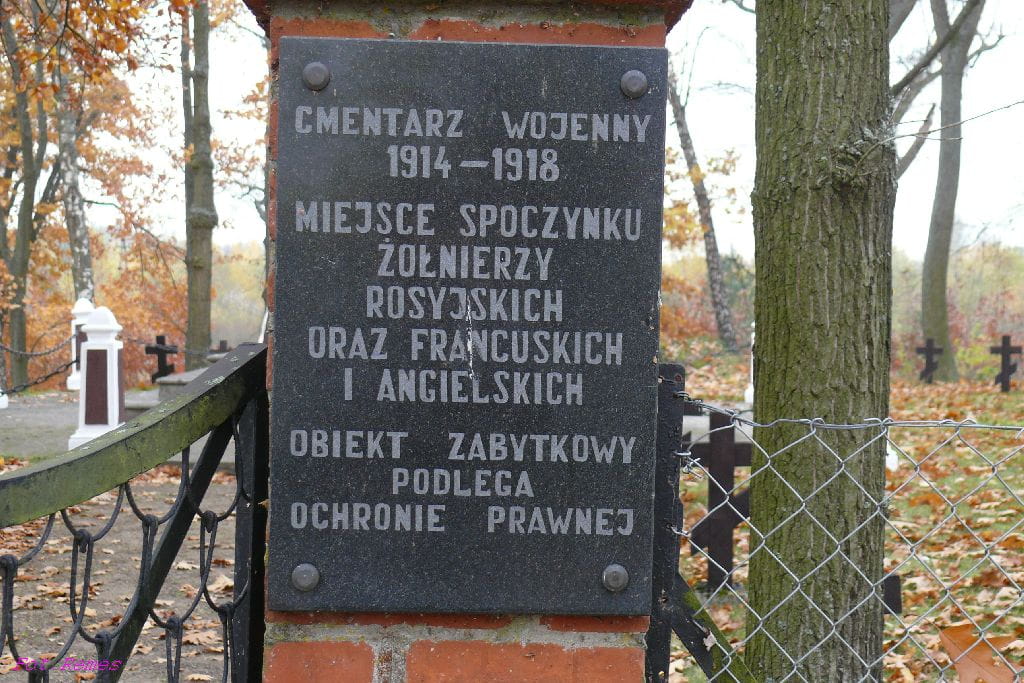 CMENTARZ WOJENNY
1914-1918
MIEJSCE SPOCZYNKU
ŻOŁNIERZY
ROSYJSKICH
ORAZ FRANCUSKICH
I ANGIELSKICH
OBIEKT ZABYTKOWY
PODLEGA
OCHRONIE PRAWNEJ
Fot. Remes